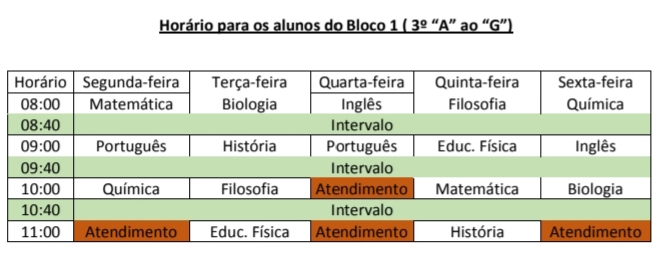 Horário para os alunos do Bloco 1 ( 3º “A” ao “G”)
Horário Segunda-feira Terça-feira Quarta-feira Quinta-feira Sexta-feira
08:00 Matemática Biologia Inglês Filosofia Química
08:40 Intervalo
09:00 Português História Português Educ. Física Inglês
09:40 Intervalo
10:00 Química Filosofia Atendimento Matemática Biologia
10:40 Intervalo
11:00 Atendimento Educ. Física Atendimento História Atendimento